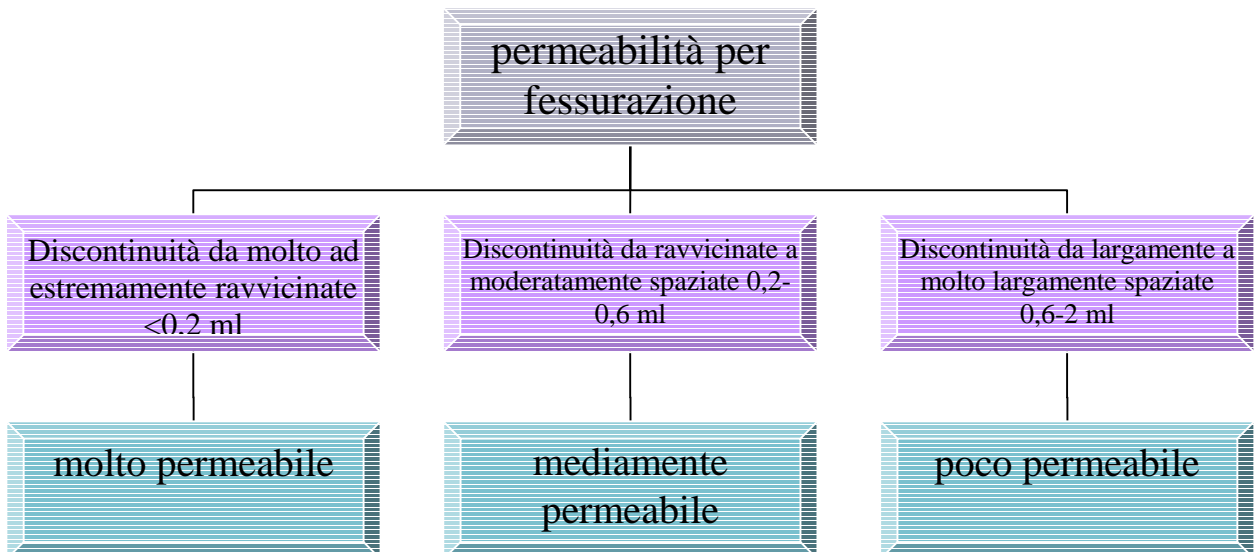 permeabilità per
fessurazione
Discontinuità da molto ad
estremamente ravvicinate
<0,2 ml
Discontinuità da ravvicinate a
moderatamente spaziate 0,2-
0,6 ml
Discontinuità da largamente a
molto largamente spaziate
0,6-2 ml
molto permeabile
mediamente
permeabile
poco permeabile